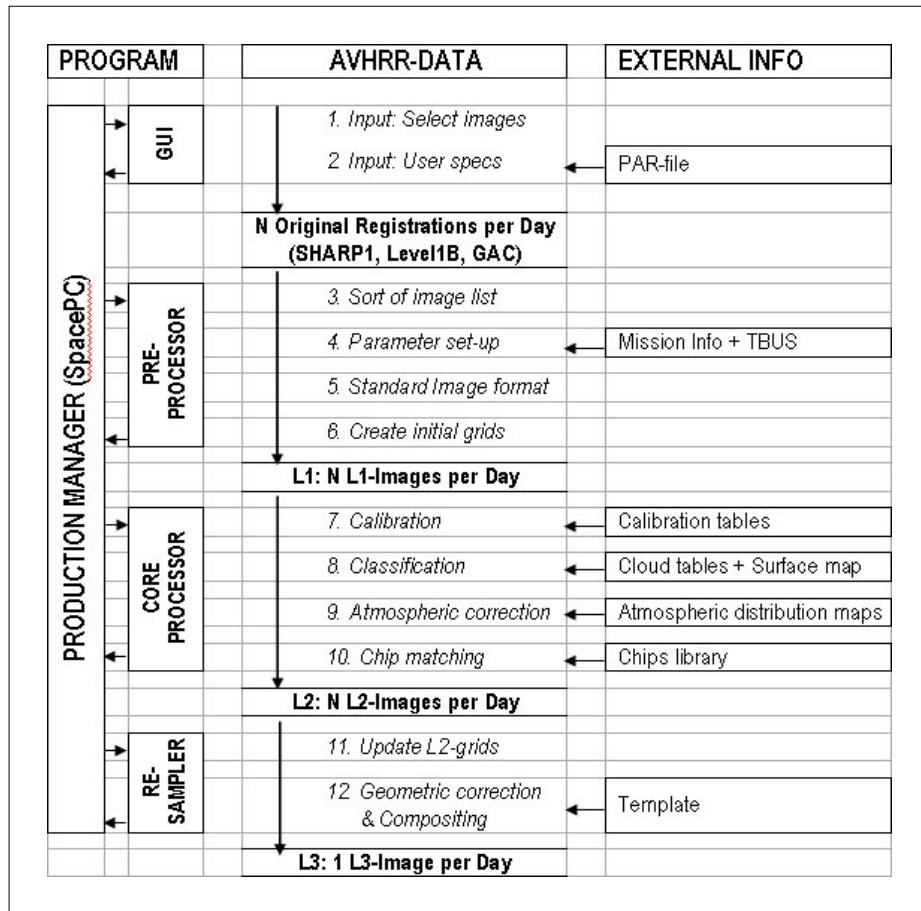 PROGRAM
AVHRR-DATA
EXTERNAL INFO
PRODUCTION MANAGER (SpacePC)
GUI
1. Input: Select images
2 Input: User specs
PAR-file
N Original Registrations per Day
(SHARP1, Level1B, GAC)
PRE-
PROCESSOR
3. Sort of image list
4. Parameter set-up
Mission Info + TBUS
5. Standard Image format
6. Create initial grids
L1: N L1-Images per Day
CORE
PROCESSOR
7. Calibration
Calibration tables
8. Classification
Cloud tables + Surface map
9. Atmospheric correction
Atmospheric distribution maps
10. Chip matching
Chips library
L2: N L2-Images per Day
RE-
SAMPLER
11. Update L2-grids
12 Geometric correction
& Compositing
Template
L3: 1 L3-Image per Day